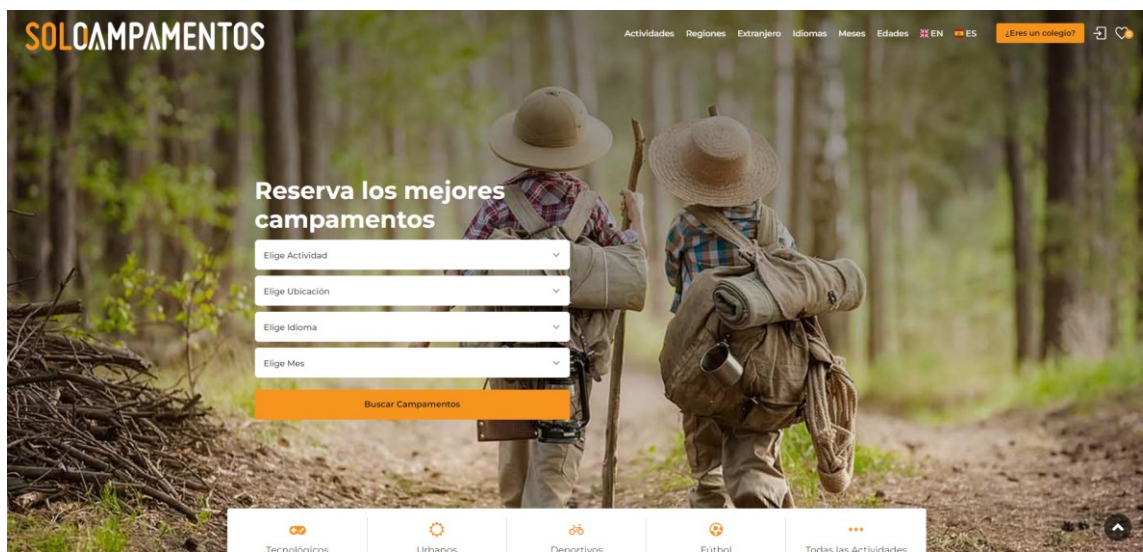 SOLOAMPAMENTOS
Actividades Regiones Extranjero Idiomas Meses Edades EN ES ¿Eres un colegio?
Reserva los mejores
campamentos
Elige Actividad
Elige Ubicación
Elige Idioma
Elige Mes
Buscar Campamentos
Tecnológicos Urbanos Deportivos Fútbol Todas las Actividades